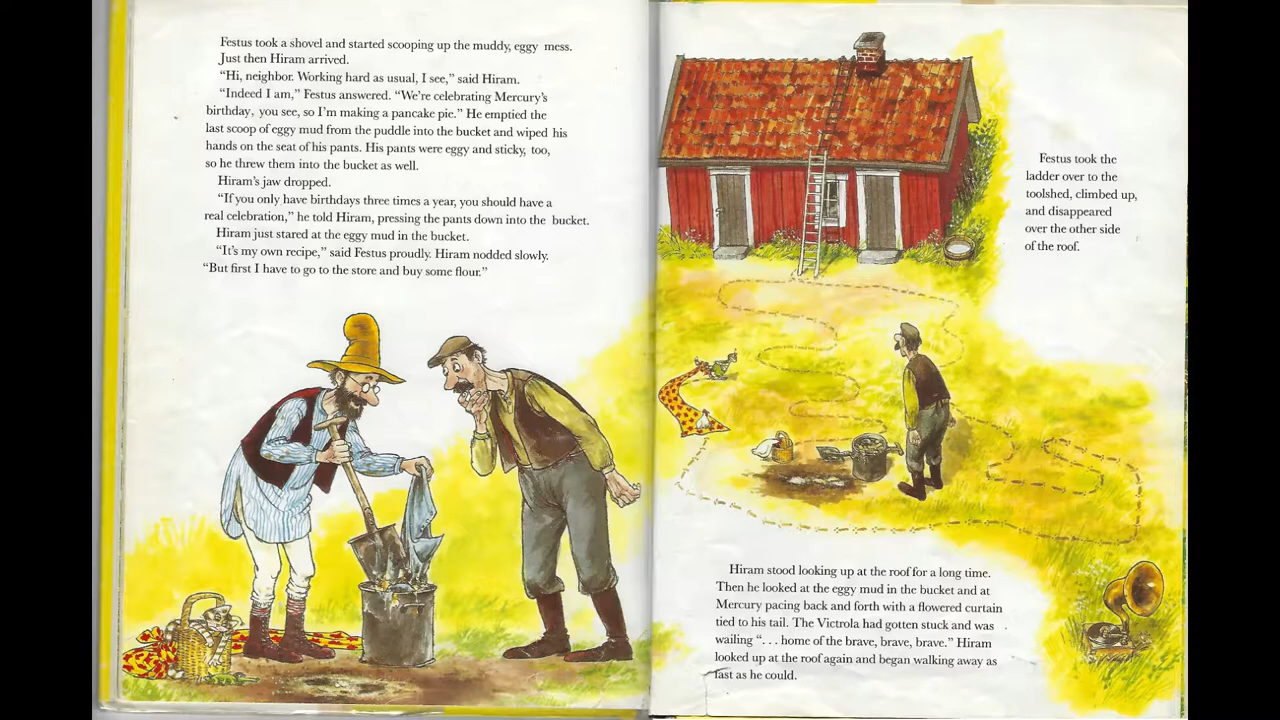 Festus took a shovel and started scooping up the muddy, eggy mess.
Just then Hiram arrived.
“Hi, neighbor. Working hard as usual, I see,” said Hiram.
“Indeed I am,” Festus answered. “We’re celebrating Mercury’s
birthday, you see, so I’m making a pancake pie.” He emptied the
last scoop of eggy mud from the puddle into the bucket and wiped his
hands on the seat of his pants. His pants were eggy and sticky, too,
so he threw them into the bucket as well.
Hiram’s jaw dropped.
“If you only have birthdays three times a year, you should have a
real celebration,” he told Hiram, pressing the pants down into the bucket.
Hiram just stared at the eggy mud in the bucket.
“It’s my own recipe,” said Festus proudly. Hiram nodded slowly.
“But first I have to go to the store and buy some flour.”
Festus took the
ladder over to the
toolshed, climbed up,
and disappeared
over the other side
of the roof.
Hiram stood looking up at the roof for a long time.
Then he looked at the eggy mud in the bucket and at
Mercury pacing back and forth with a flowered curtain
tied to his tail. The Victrola had gotten stuck and was
wailing “. . . home of the brave, brave, brave.” Hiram
looked up at the roof again and began walking away as
fast as he could.